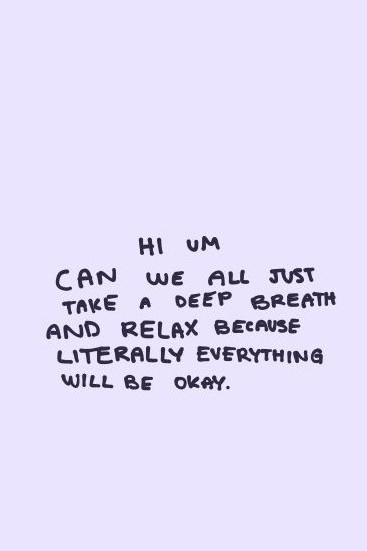 HI UM
CAN WE ALL JUST
TAKE A DEEP BREATH
AND RELAX BECAUSE
LITERALLY EVERYTHING
WILL BE OKAY.